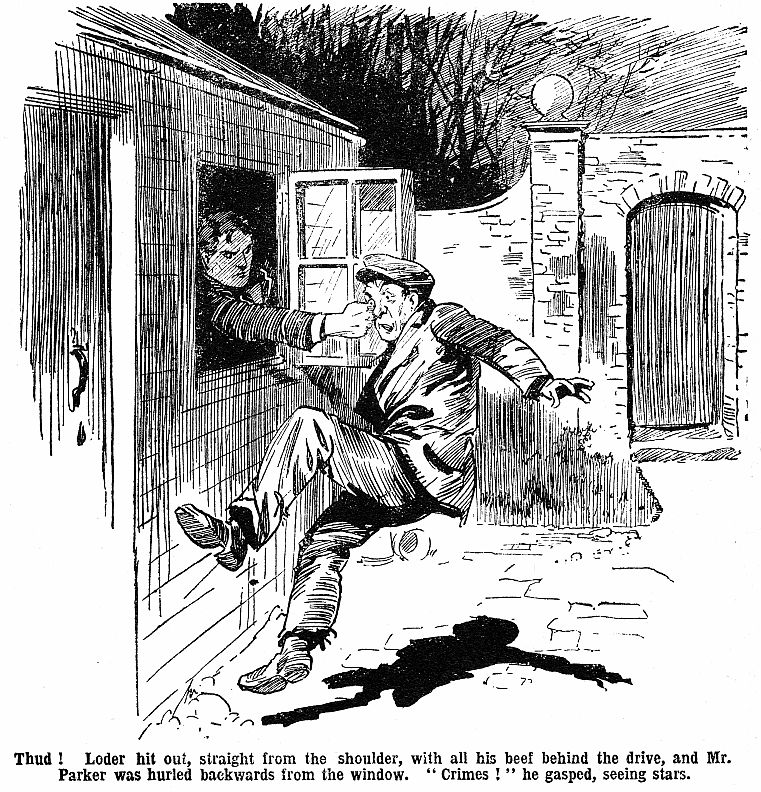 Thud ! Loder hit out, straight from the shoulder, with all his beef behind the drive, and Mr.
Parker was hurled backwards from the window. “ Crimes ! ” he gasped, seeing stars.